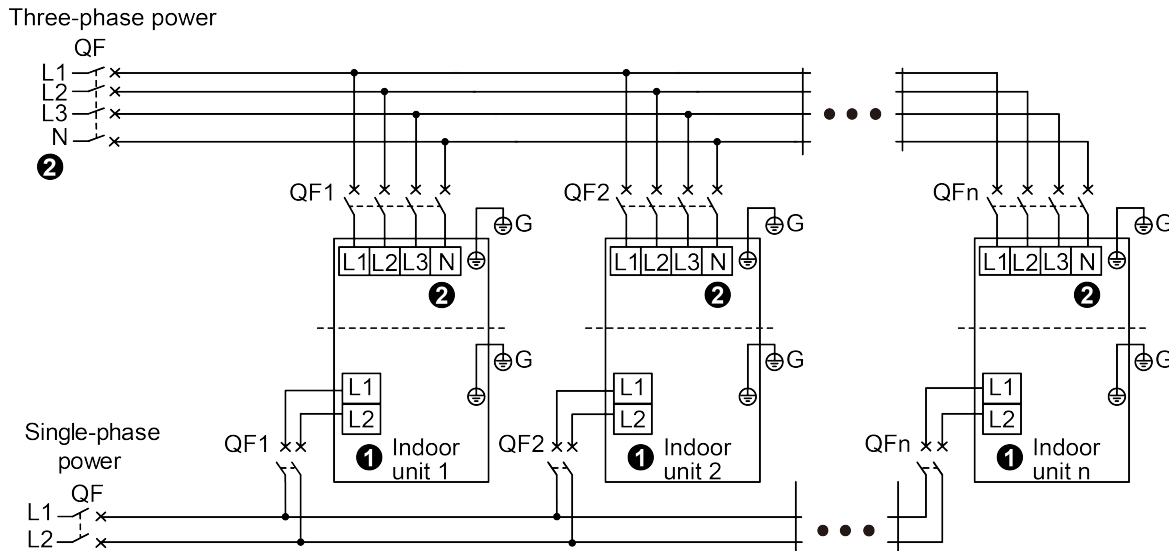 Three-phase power
QF
L1
L2
L3
N
2
QF1
QF2
QFn
G
G
G
L1 L2 L3 N
L1 L2 L3 N
L1 L2 L3 N
2
2
2
G
G
G
L1
L2
L1
L2
L1
L2
QF1
QF2
QFn
1 Indoor
unit 1
1 Indoor
unit 2
1 Indoor
unit n
Single-phase
power
QF
L1
L2